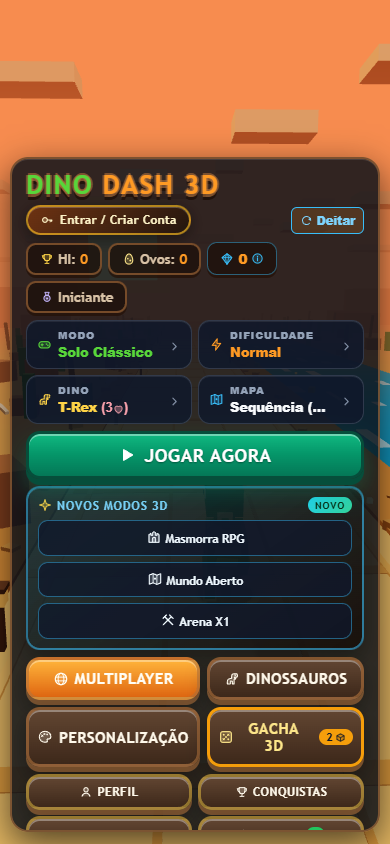 DINO DASH 3D
Entrar / Criar Conta
Deitar
HI: 0
Ovos: 0
0
Iniciante
MODO
Solo Clássico
DIFICULDADE
Normal
DINO
T-Rex (3)
MAPA
Sequência (...
JOGAR AGORA
NOVOS MODOS 3D
NOVO
Masmorra RPG
Mundo Aberto
Arena X1
MULTIPLAYER
DINOSSAUROS
PERSONALIZAÇÃO
GACHA
3D
2
PERFIL
CONQUISTAS